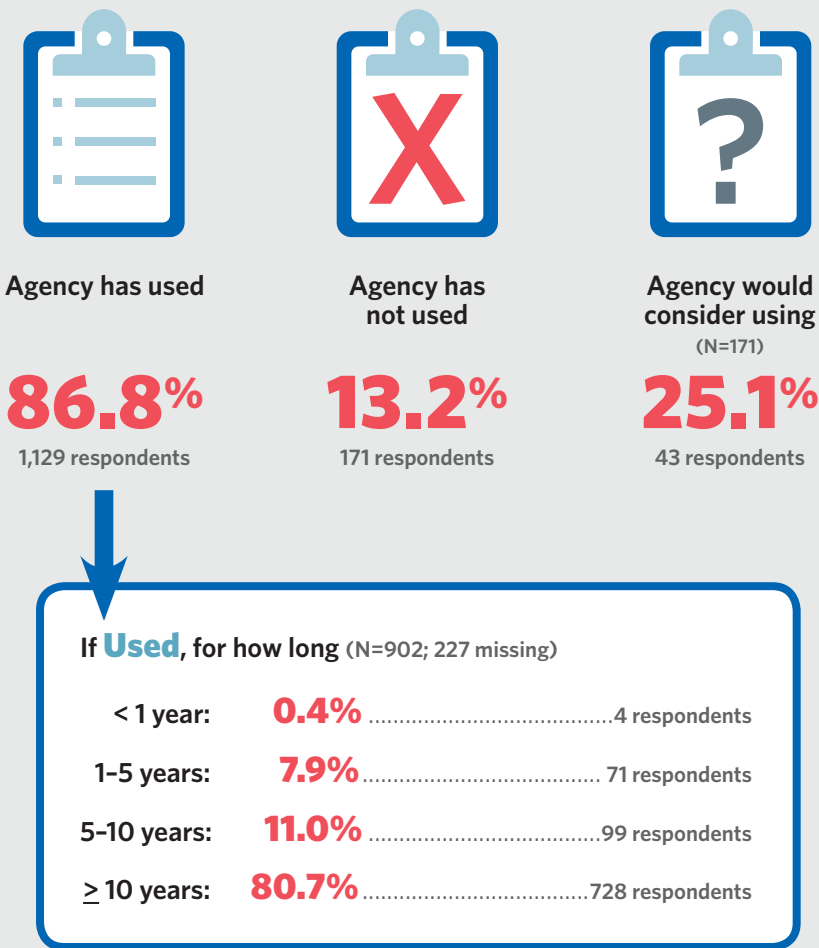 X
?
Agency has used
86.8%
1,129 respondents
Agency has
not used
13.2%
171 respondents
Agency would
consider using
(N=171)
25.1%
43 respondents
If Used, for how long (N=902; 227 missing)
< 1 year: 0.4% ........................................4 respondents
1–5 years: 7.9% ........................................ 71 respondents
5–10 years: 11.0% ......................................99 respondents
≥ 10 years: 80.7% ......................................728 respondents